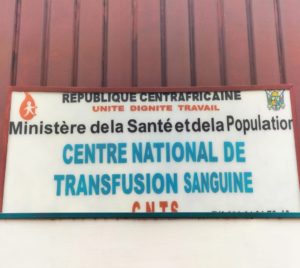 REPUBLIQUE CENTRAFRICAINE
UNITE DIGNITE TRAVAIL
Ministère dela Santé et dela Population
CENTRE NATIONAL DE
TRANSFUSION SANGUINE
C.N.T.S